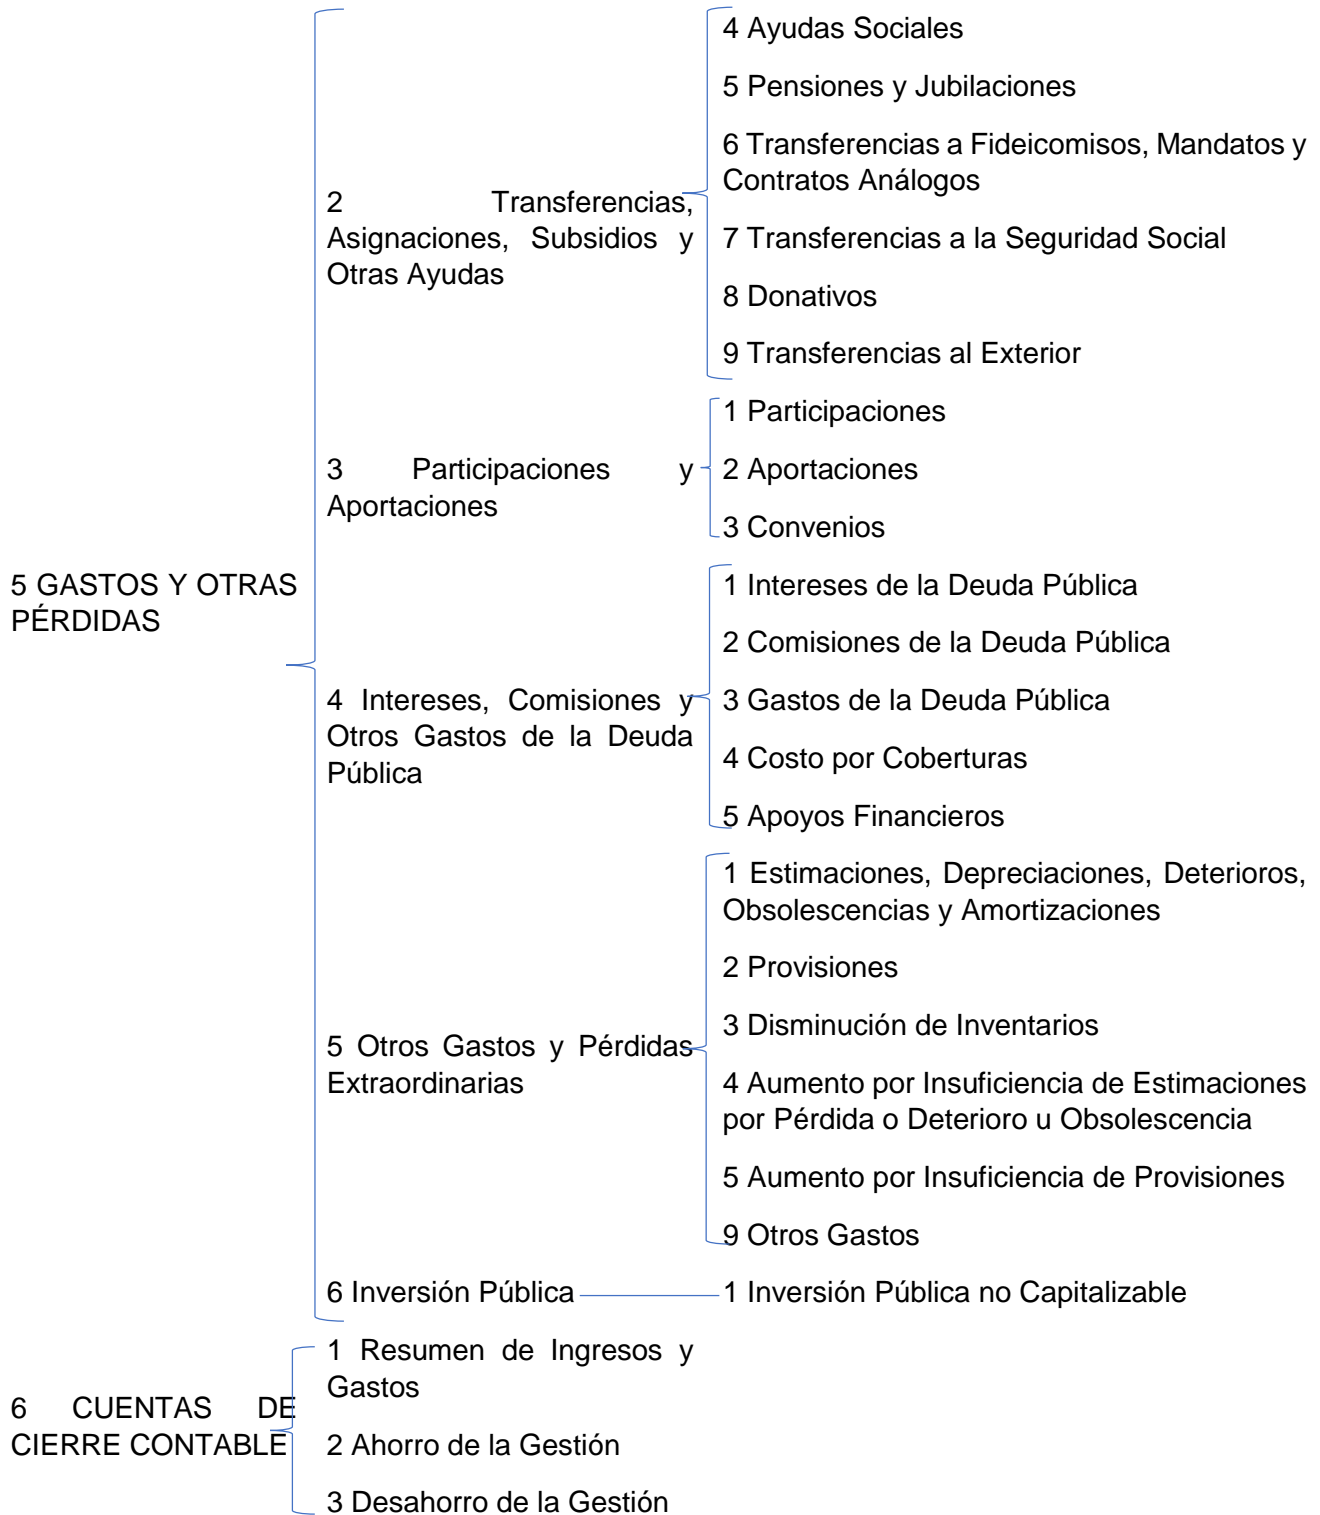 5 GASTOS Y OTRAS
PÉRDIDAS
2 Transferencias,
Asignaciones, Subsidios y
Otras Ayudas
4 Ayudas Sociales
5 Pensiones y Jubilaciones
6 Transferencias a Fideicomisos, Mandatos y
Contratos Análogos
7 Transferencias a la Seguridad Social
8 Donativos
9 Transferencias al Exterior
3 Participaciones y
Aportaciones
1 Participaciones
2 Aportaciones
3 Convenios
4 Intereses, Comisiones y
Otros Gastos de la Deuda
Pública
1 Intereses de la Deuda Pública
2 Comisiones de la Deuda Pública
3 Gastos de la Deuda Pública
4 Costo por Coberturas
5 Apoyos Financieros
5 Otros Gastos y Pérdidas
Extraordinarias
1 Estimaciones, Depreciaciones, Deterioros,
Obsolescencias y Amortizaciones
2 Provisiones
3 Disminución de Inventarios
4 Aumento por Insuficiencia de Estimaciones
por Pérdida o Deterioro u Obsolescencia
5 Aumento por Insuficiencia de Provisiones
9 Otros Gastos
6 Inversión Pública
1 Inversión Pública no Capitalizable
6 CUENTAS DE
CIERRE CONTABLE
1 Resumen de Ingresos y
Gastos
2 Ahorro de la Gestión
3 Desahorro de la Gestión